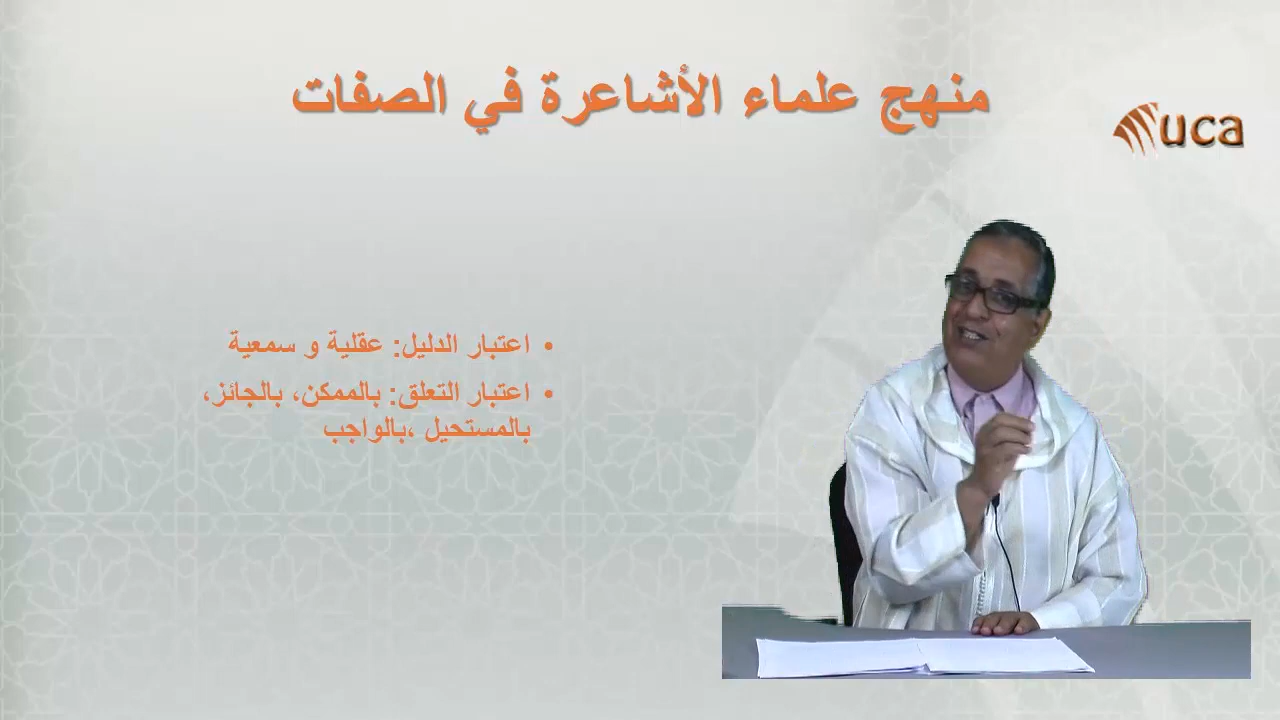 منهج علماء الأشاعرة في الصفات
uca
• اعتبار الدليل: عقلية و سمعية
• اعتبار التعلق: بالممكن، بالجائز،
بالمستحيل ،بالواجب